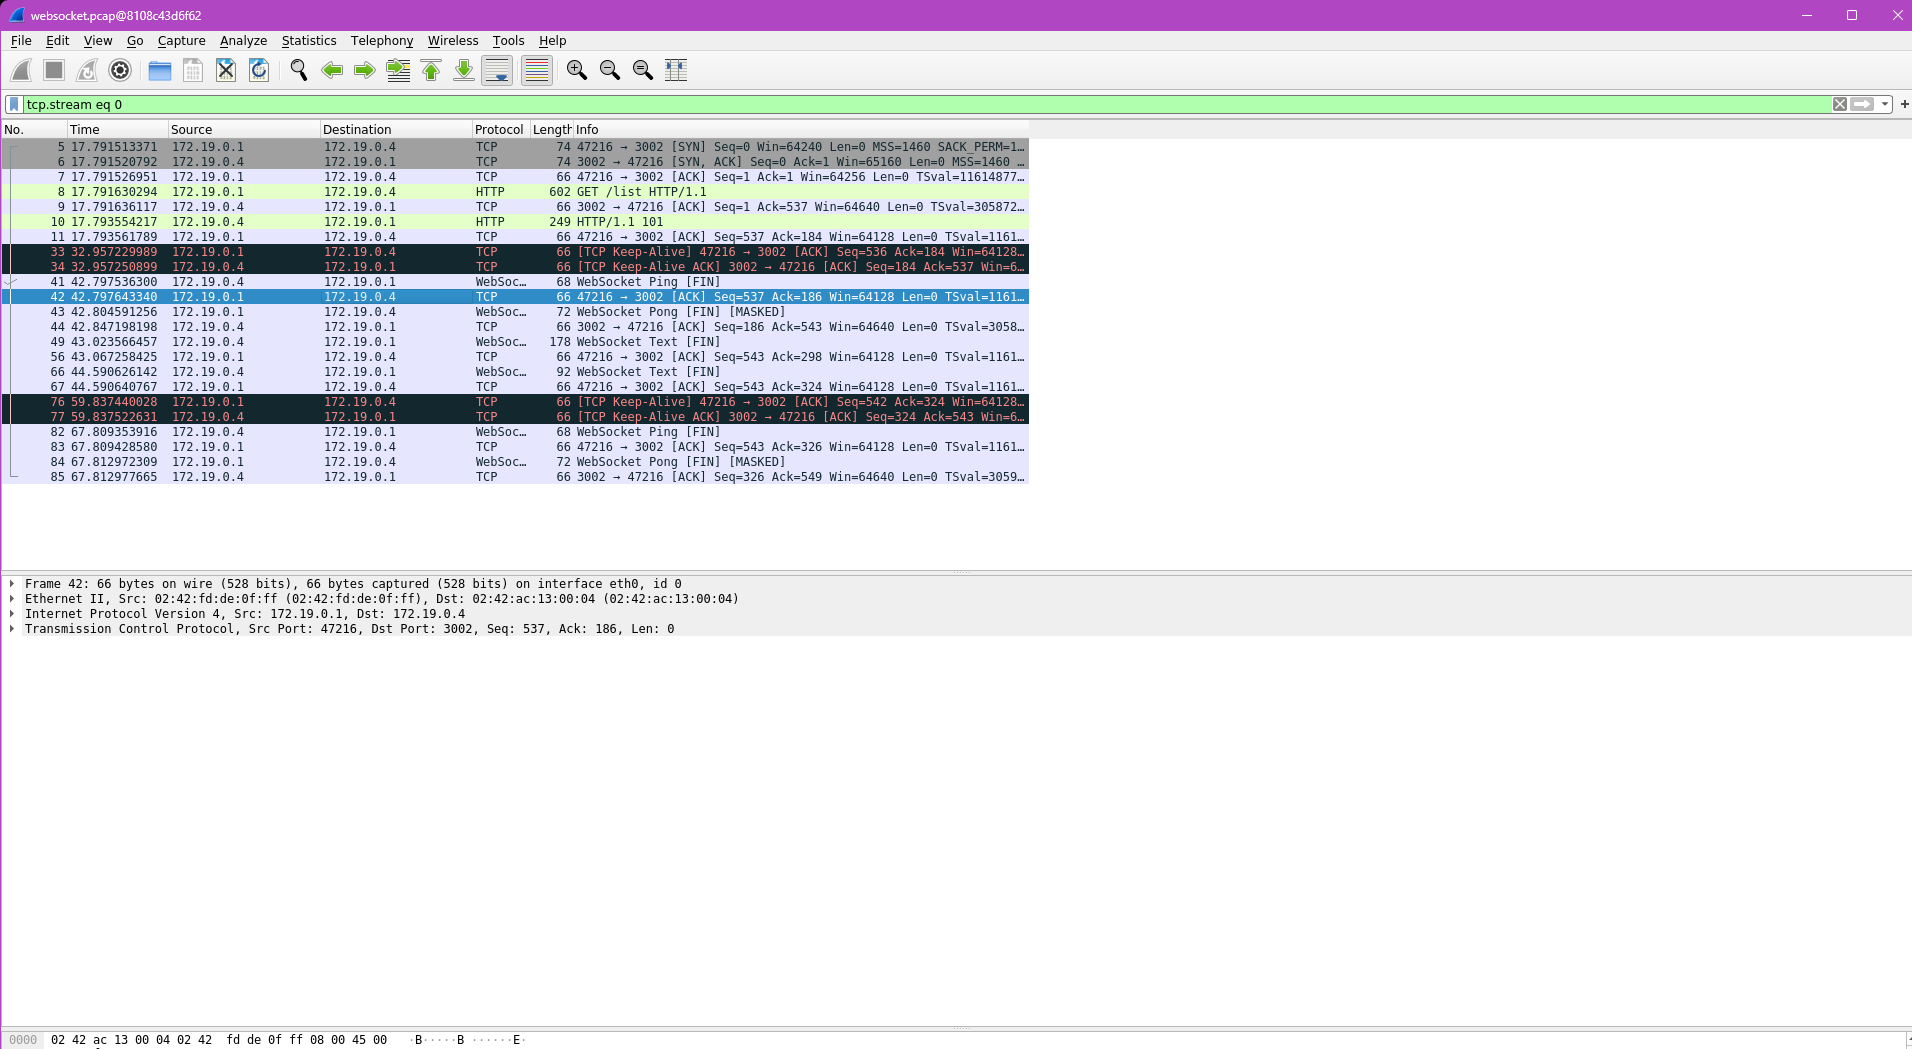 websocket.pcap@8108c43d6f62
File Edit View Go Capture Analyze Statistics Telephony Wireless Tools Help
tcp.stream eq 0
No. Time Source Destination Protocol Length Info
5 17.791513371 172.19.0.1 172.19.0.4 TCP 74 47216 → 3002 [SYN] Seq=0 Win=64240 Len=0 MSS=1460 SACK_PERM=1…
6 17.791520792 172.19.0.4 172.19.0.1 TCP 74 3002 → 47216 [SYN, ACK] Seq=0 Ack=1 Win=65160 Len=0 MSS=1460 …
7 17.791526951 172.19.0.1 172.19.0.4 TCP 66 47216 → 3002 [ACK] Seq=1 Ack=1 Win=64256 Len=0 TSval=11614877…
8 17.791630294 172.19.0.1 172.19.0.4 HTTP 602 GET /list HTTP/1.1
9 17.791636117 172.19.0.4 172.19.0.1 TCP 66 3002 → 47216 [ACK] Seq=1 Ack=537 Win=64640 Len=0 TSval=305872…
10 17.793554217 172.19.0.4 172.19.0.1 HTTP 249 HTTP/1.1 101
11 17.793561789 172.19.0.1 172.19.0.4 TCP 66 47216 → 3002 [ACK] Seq=537 Ack=184 Win=64128 Len=0 TSval=1161…
33 32.957229989 172.19.0.1 172.19.0.4 TCP 66 [TCP Keep-Alive] 47216 → 3002 [ACK] Seq=536 Ack=184 Win=64128…
34 32.957250899 172.19.0.4 172.19.0.1 TCP 66 [TCP Keep-Alive ACK] 3002 → 47216 [ACK] Seq=184 Ack=537 Win=6…
41 42.797536300 172.19.0.4 172.19.0.1 WebSoc… 68 WebSocket Ping [FIN]
42 42.797643340 172.19.0.1 172.19.0.4 TCP 66 47216 → 3002 [ACK] Seq=537 Ack=186 Win=64128 Len=0 TSval=1161…
43 42.804591256 172.19.0.1 172.19.0.4 WebSoc… 72 WebSocket Pong [FIN] [MASKED]
44 42.847198198 172.19.0.4 172.19.0.1 TCP 66 3002 → 47216 [ACK] Seq=186 Ack=543 Win=64640 Len=0 TSval=3058…
49 43.023566457 172.19.0.4 172.19.0.1 WebSoc… 178 WebSocket Text [FIN]
56 43.067258425 172.19.0.1 172.19.0.4 TCP 66 47216 → 3002 [ACK] Seq=543 Ack=298 Win=64128 Len=0 TSval=1161…
66 44.590626142 172.19.0.4 172.19.0.1 WebSoc… 92 WebSocket Text [FIN]
67 44.590640767 172.19.0.1 172.19.0.4 TCP 66 47216 → 3002 [ACK] Seq=543 Ack=324 Win=64128 Len=0 TSval=1161…
76 59.837440028 172.19.0.1 172.19.0.4 TCP 66 [TCP Keep-Alive] 47216 → 3002 [ACK] Seq=542 Ack=324 Win=64128…
77 59.837522631 172.19.0.4 172.19.0.1 TCP 66 [TCP Keep-Alive ACK] 3002 → 47216 [ACK] Seq=324 Ack=543 Win=6…
82 67.809353916 172.19.0.4 172.19.0.1 WebSoc… 68 WebSocket Ping [FIN]
83 67.809428580 172.19.0.1 172.19.0.4 TCP 66 47216 → 3002 [ACK] Seq=543 Ack=326 Win=64128 Len=0 TSval=1161…
84 67.812972309 172.19.0.1 172.19.0.4 WebSoc… 72 WebSocket Pong [FIN] [MASKED]
85 67.812977665 172.19.0.4 172.19.0.1 TCP 66 3002 → 47216 [ACK] Seq=326 Ack=549 Win=64640 Len=0 TSval=3059…
Frame 42: 66 bytes on wire (528 bits), 66 bytes captured (528 bits) on interface eth0, id 0
Ethernet II, Src: 02:42:fd:de:0f:ff (02:42:fd:de:0f:ff), Dst: 02:42:ac:13:00:04 (02:42:ac:13:00:04)
Internet Protocol Version 4, Src: 172.19.0.1, Dst: 172.19.0.4
Transmission Control Protocol, Src Port: 47216, Dst Port: 3002, Seq: 537, Ack: 186, Len: 0
0000 02 42 ac 13 00 04 02 42 fd de 0f ff 08 00 45 00 ·B·····B ······E·